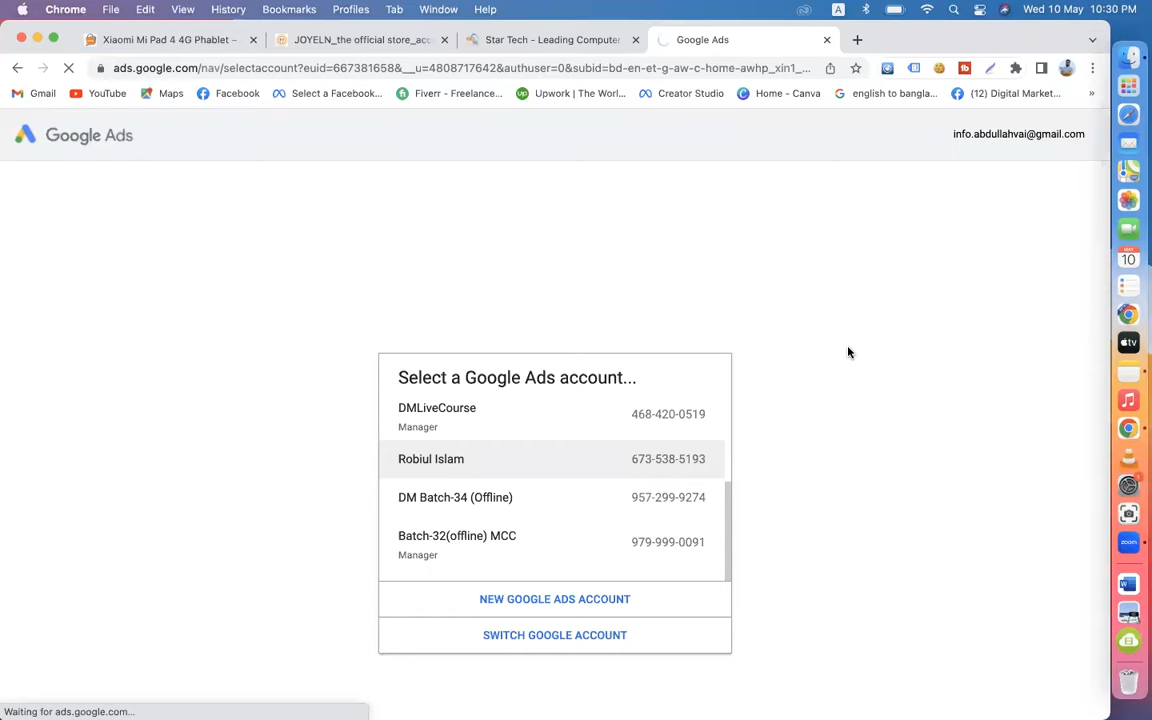 Chrome File Edit View History Bookmarks Profiles Tab Window Help A Wed 10 May 10:30 PM
Xiaomi Mi Pad 4 4G Phablet – JOYELN_the official store_acc Star Tech - Leading Computer Google Ads
ads.google.com/nav/selectaccount?euid=667381658&__u=4808717642&authuser=0&subid=bd-en-et-g-aw-c-home-awhp_xin1_...
Gmail YouTube Maps Facebook Select a Facebook... Fiverr - Freelance... Upwork | The Worl... Creator Studio Home - Canva english to bangla... (12) Digital Market... »
Google Ads info.abdullahvai@gmail.com
Select a Google Ads account...
DMLiveCourse 468-420-0519
Manager
Robiul Islam 673-538-5193
DM Batch-34 (Offline) 957-299-9274
Batch-32(offline) MCC 979-999-0091
Manager
NEW GOOGLE ADS ACCOUNT
SWITCH GOOGLE ACCOUNT
Waiting for ads.google.com...
MAY
10
tv
zoom
W